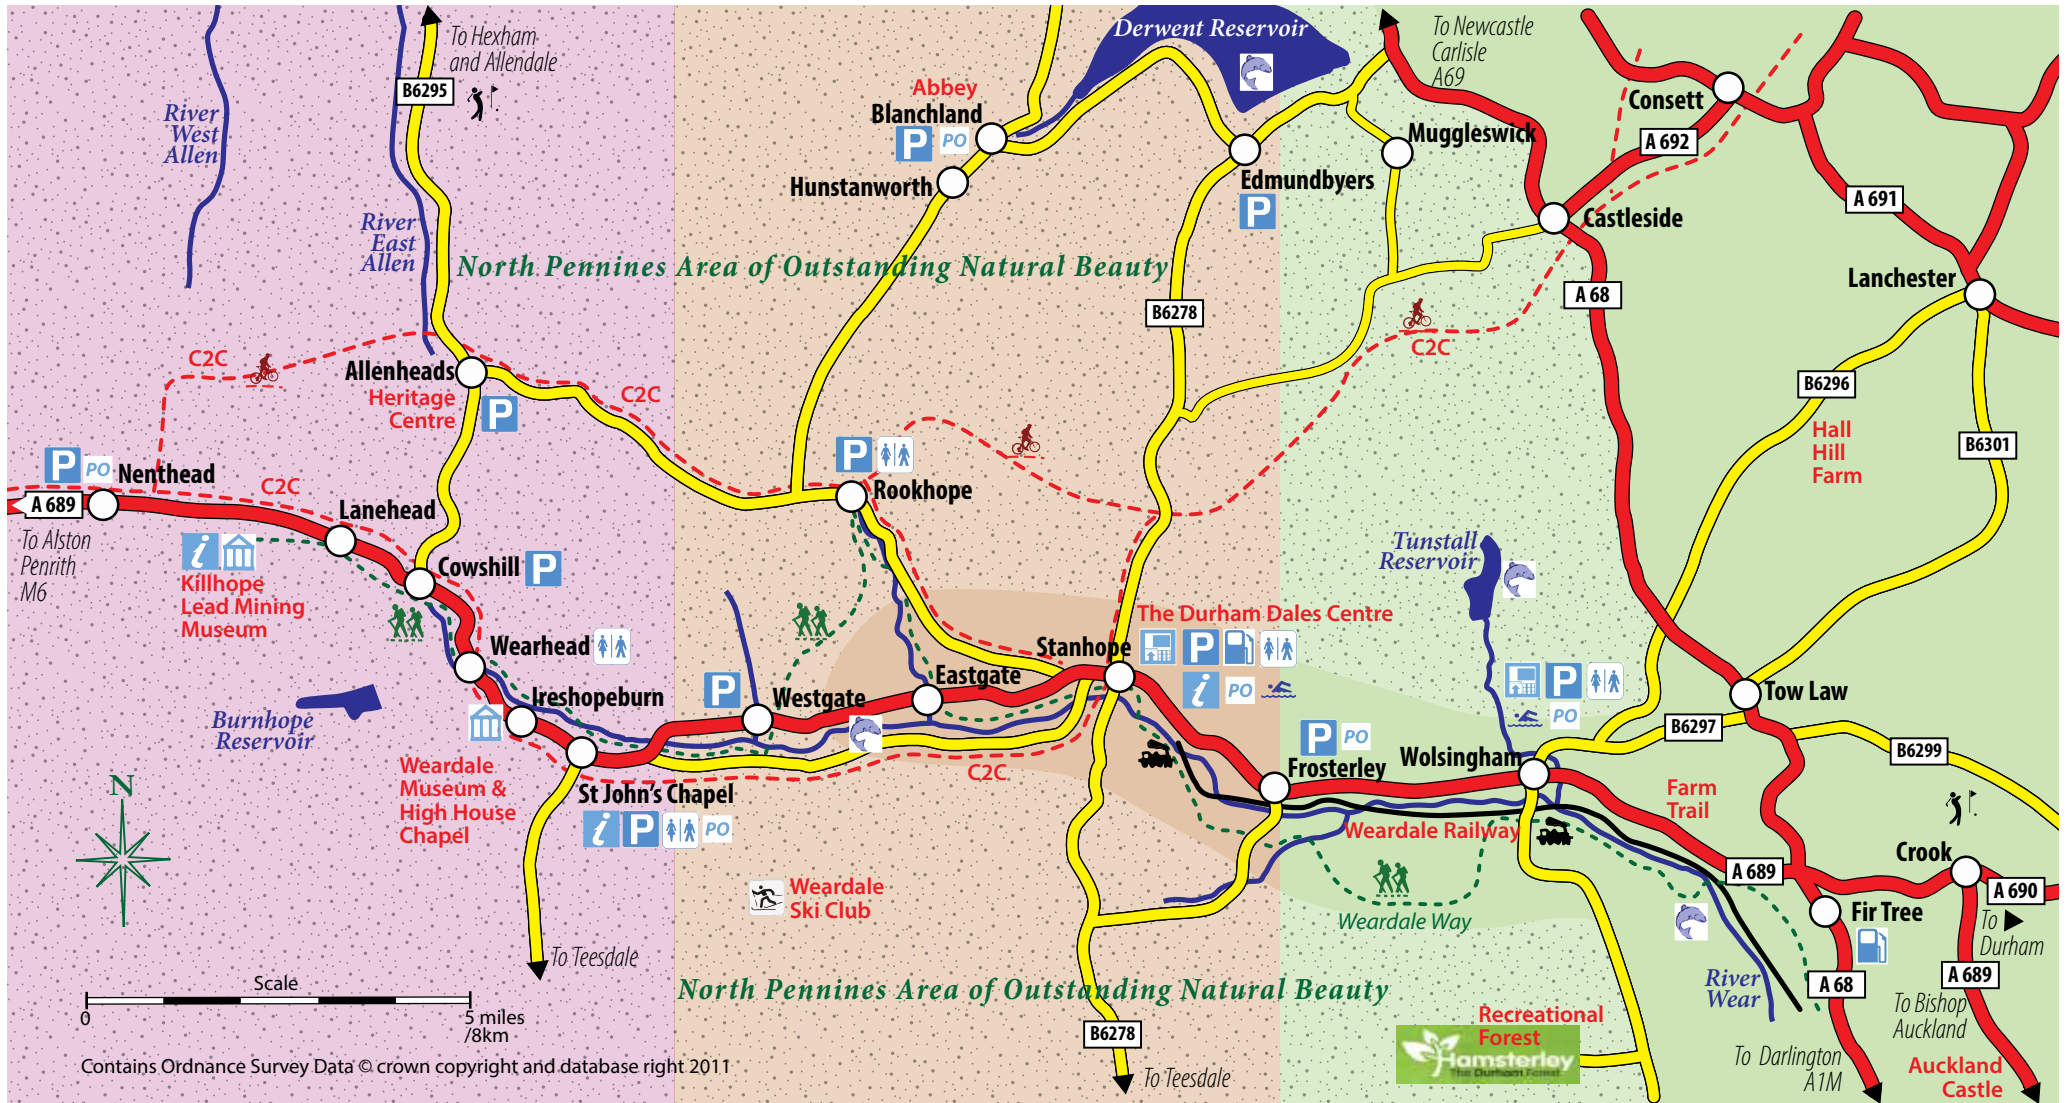 To Hexham
and Allendale
B6295
River
West
Allen
River
East
Allen
Derwent Reservoir
Abbey
Blanchland
P
PO
Hunstanworth
Edmundbyers
P
Muggleswick
To Newcastle
Carlisle
A69
Consett
A 692
A 691
Castleside
Lanchester
A 68
North Pennines Area of Outstanding Natural Beauty
B6278
C2C
C2C
C2C
Allenheads
Heritage
Centre
P
B6296
B6301
Hall
Hill
Farm
P
PO
Nenthead
C2C
A 689
To Alston
Penrith
M6
Lanehead
i
Killhope
Lead Mining
Museum
Cowshill
P
P
Rookhope
Tunstall
Reservoir
Wearhead
The Durham Dales Centre
Stanhope
P
i
PO
Eastgate
Westgate
P
Ireshopeburn
Burnhope
Reservoir
Weardale
Museum &
High House
Chapel
St John's Chapel
i
P
PO
C2C
P
PO
Frosterley
P
PO
Wolsingham
Tow Law
B6297
B6299
Farm
Trail
Weardale Railway
A 689
Crook
A 690
To
Durham
Fir Tree
A 68
A 689
Weardale Way
Weardale
Ski Club
River
Wear
To Teesdale
North Pennines Area of Outstanding Natural Beauty
B6278
To Teesdale
Recreational
Forest
Hamsterley
The Durham Forest
To Bishop
Auckland
To Darlington
A1M
Auckland
Castle
N
Scale
0
5 miles
/8km
Contains Ordnance Survey Data © crown copyright and database right 2011